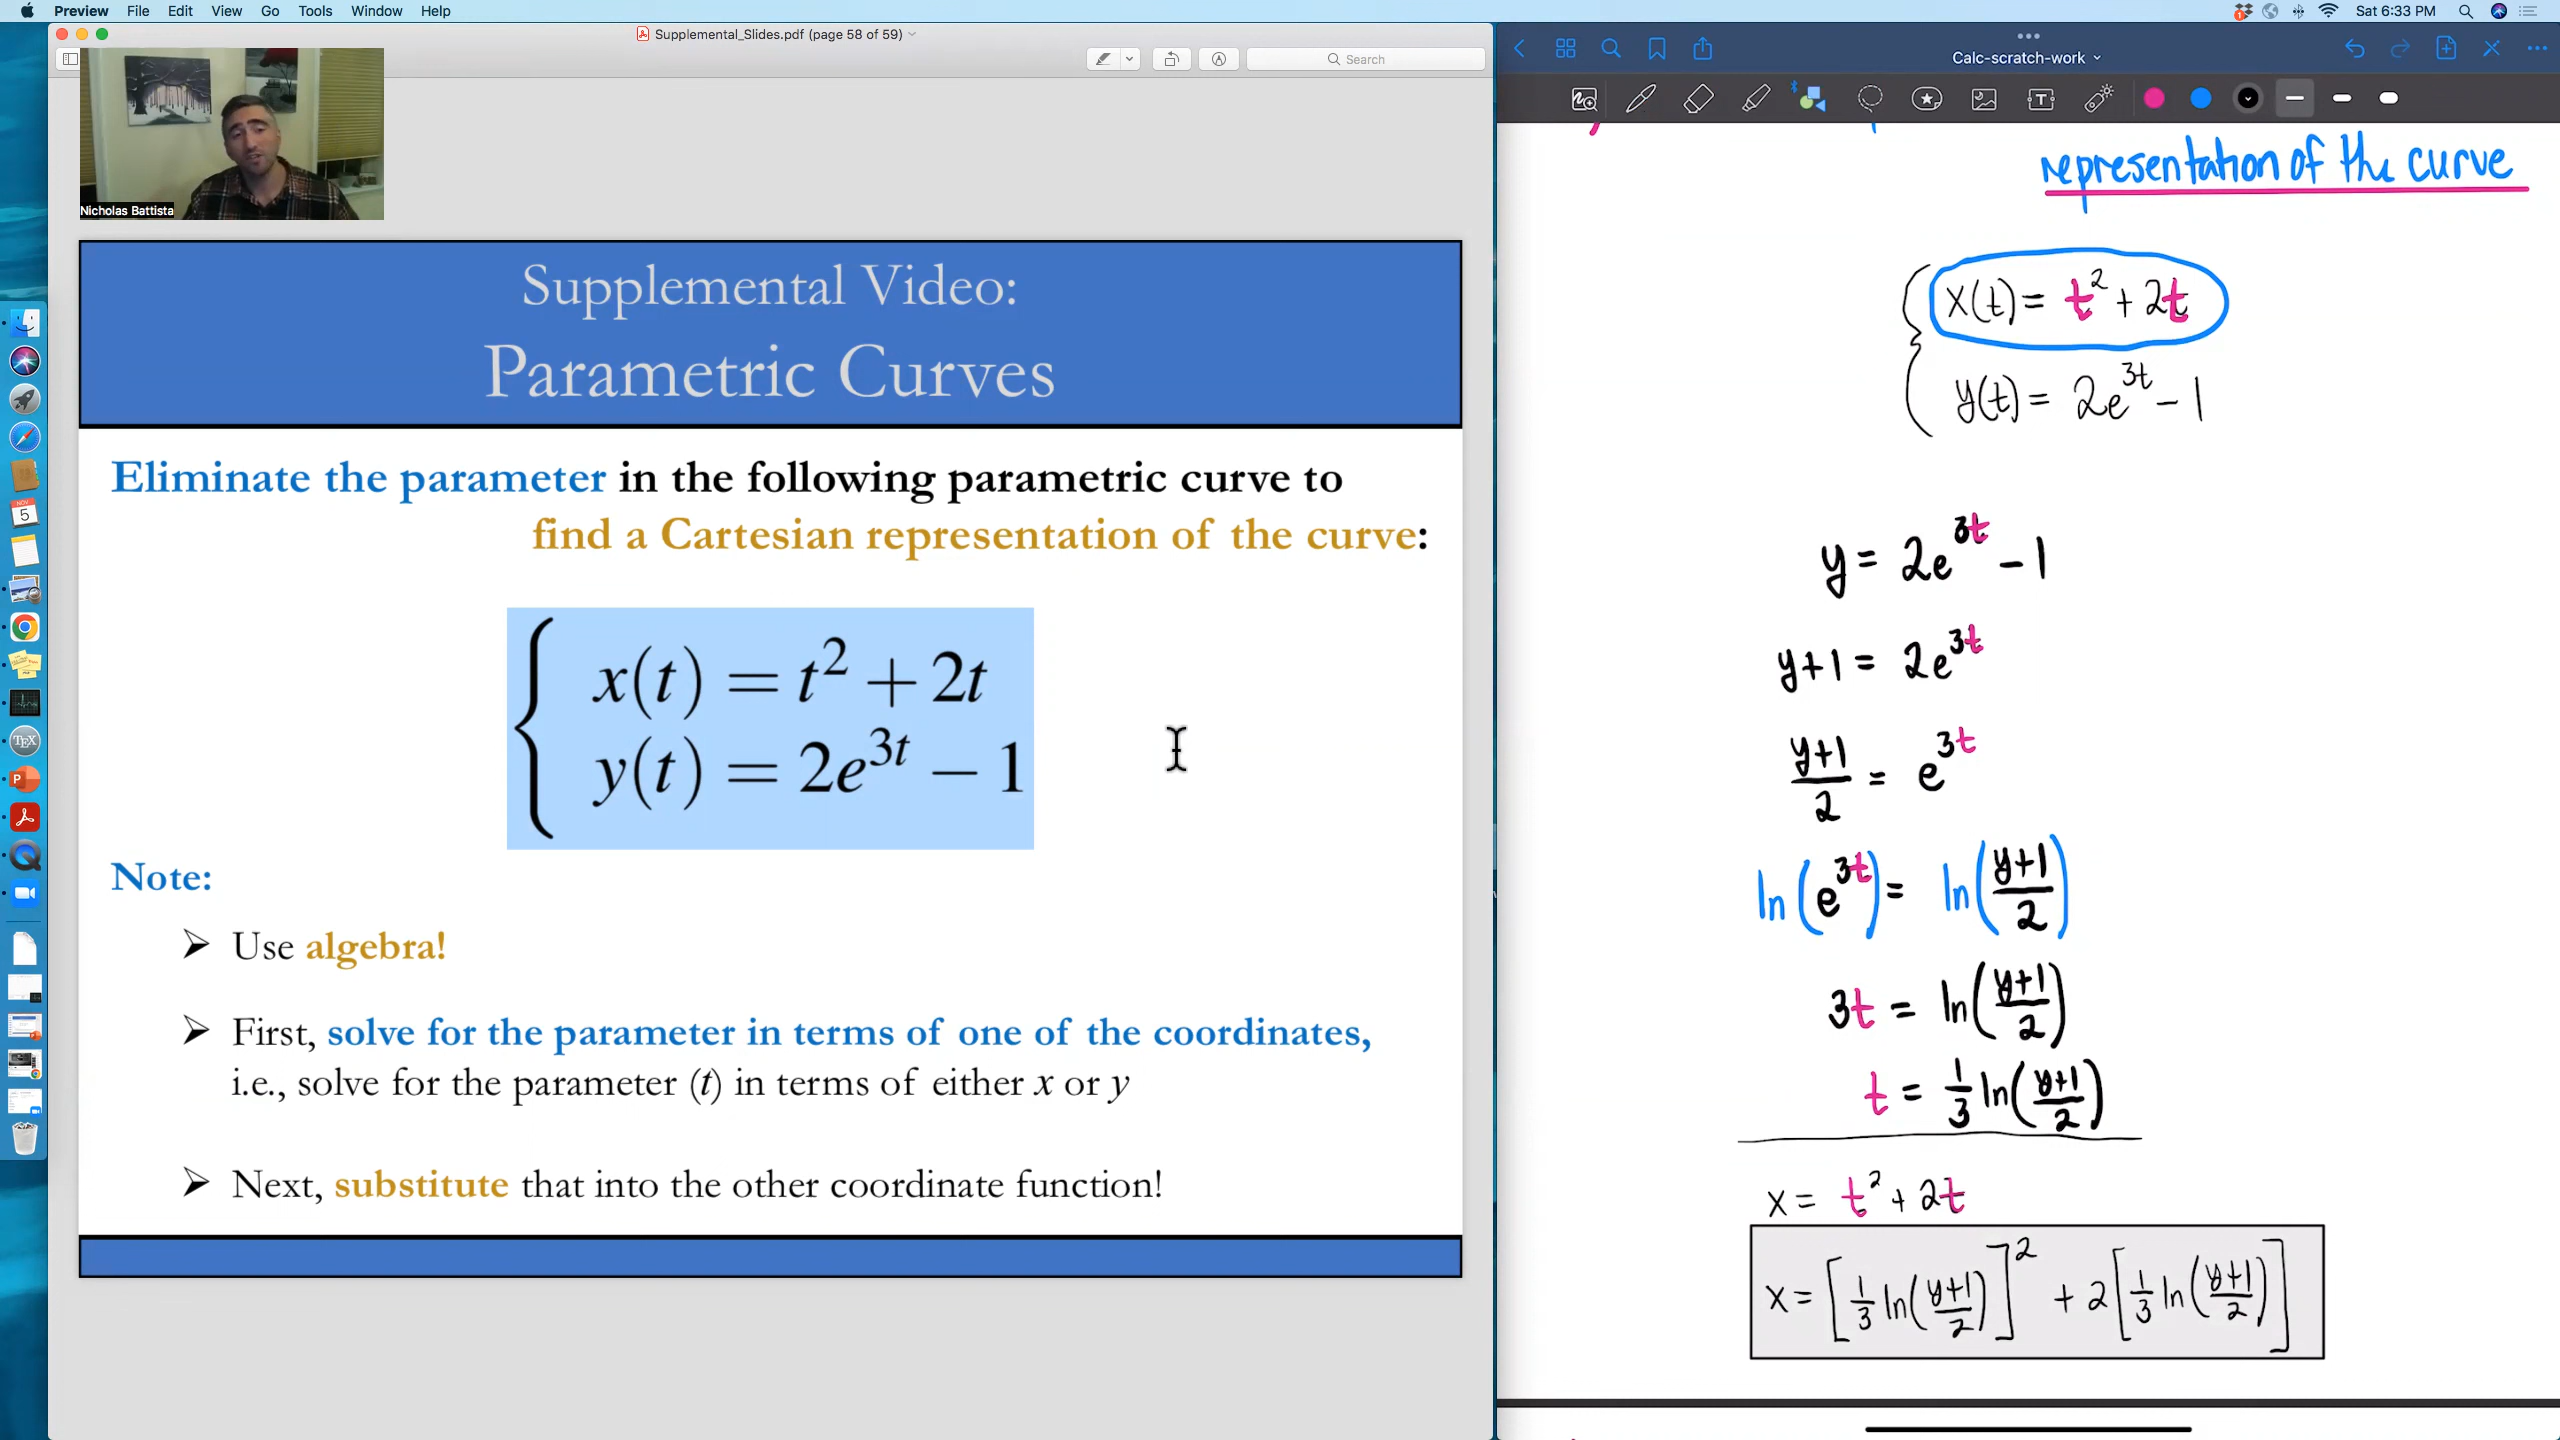 Preview File Edit View Go Tools Window Help
Sat 6:33 PM
Supplemental_Slides.pdf (page 58 of 59)
Search
Nicholas Battista
Supplemental Video:
Parametric Curves
Eliminate the parameter in the following parametric curve to
find a Cartesian representation of the curve:
x(t) = t² + 2t
y(t) = 2e^{3t} − 1
Note:
➢ Use algebra!
➢ First, solve for the parameter in terms of one of the coordinates,
i.e., solve for the parameter (t) in terms of either x or y
➢ Next, substitute that into the other coordinate function!
NOV
5
TEX
Calc-scratch-work
representation of the curve
x(t) = t² + 2t
y(t) = 2e^{3t} − 1
y = 2e^{3t} − 1
y+1 = 2e^{3t}
(y+1)/2 = e^{3t}
ln(e^{3t}) = ln((y+1)/2)
3t = ln((y+1)/2)
t = 1/3 ln((y+1)/2)
x = t² + 2t
x = [1/3 ln((y+1)/2)]² + 2[1/3 ln((y+1)/2)]